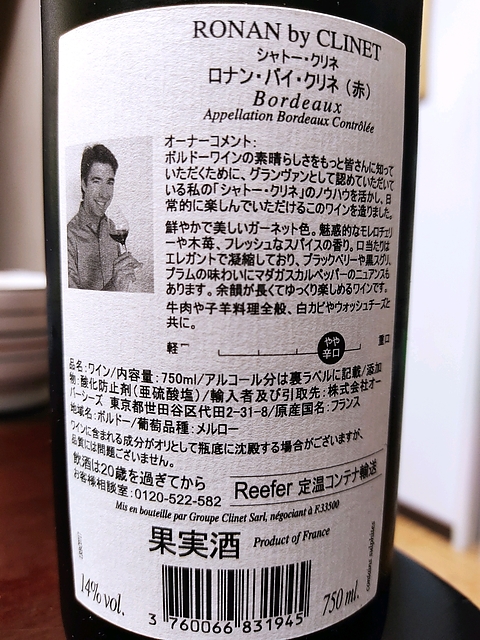 RONAN by CLINET
シャトー・クリネ
ロナン・バイ・クリネ（赤）
Bordeaux
Appellation Bordeaux Contrôlée
オーナーコメント:
ボルドーワインの素晴らしさをもっと皆さんに知って
いただくために、グランヴァンとして認めていただいて
いる私の「シャトー・クリネ」のノウハウを活かし、日
常的に楽しんでいただけるこのワインを造りました。
鮮やかで美しいガーネット色。魅惑的なモレロチェリ
ーや木苺、フレッシュなスパイスの香り。口当たりは
エレガントで凝縮しており、ブラックベリーや黒スグリ、
プラムの味わいにマダガスカルペッパーのニュアンスも
あります。余韻が長くてゆっくり楽しめるワインです。
牛肉や子羊料理全般、白カビやウォッシュチーズと
共に。
軽口 やや辛口 重口
品名:ワイン/内容量:750ml/アルコール分は裏ラベルに記載/添加
物:酸化防止剤(亜硫酸塩)/輸入者及び引取先:株式会社オー
バーシーズ 東京都世田谷区代田2-31-8/原産国名:フランス
地域名:ボルドー/葡萄品種:メルロー
ワインに含まれる成分がオリとして瓶底に沈殿する場合がございますが、
品質には問題ございません。
飲酒は20歳を過ぎてから
お客様相談室:0120-522-582
Reefer 定温コンテナ輸送
Mis en bouteille par Groupe Clinet Sarl, négociant à F.33500
果実酒 Product of France
14% vol.
3 760066 831945
750 ml.
contains sulphites